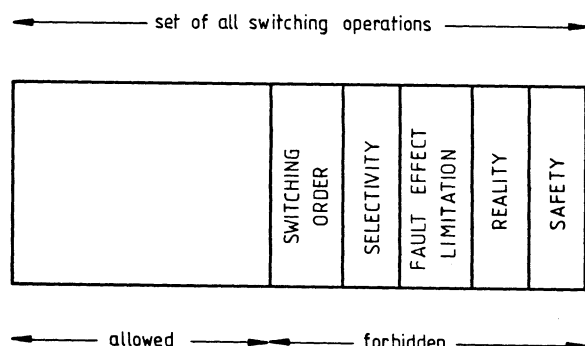 set of all switching operations
SWITCHING
ORDER
SELECTIVITY
FAULT EFFECT
LIMITATION
REALITY
SAFETY
allowed
forbidden